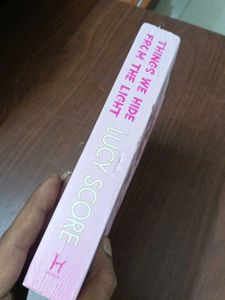 THINGS WE HIDE
FROM THE LIGHT
LUCY SCORE
H